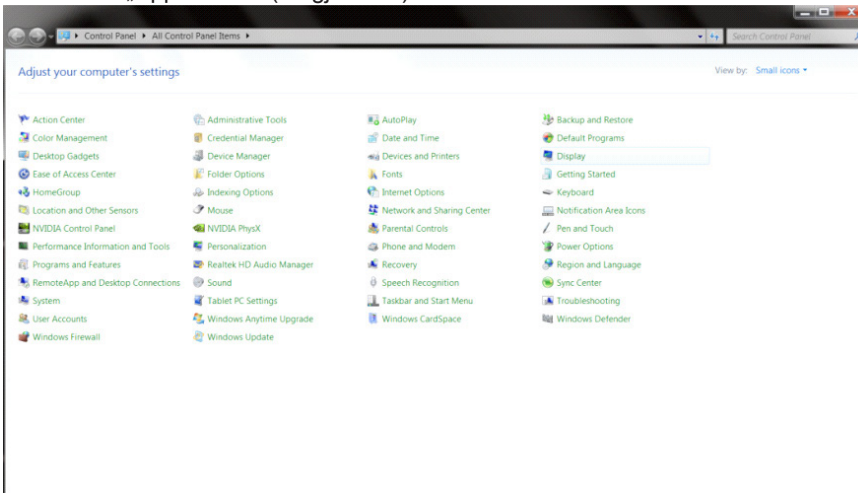 Control Panel ▸ All Control Panel Items ▸ Search Control Panel
Adjust your computer's settings View by: Small icons
Action Center Administrative Tools AutoPlay Backup and Restore
Color Management Credential Manager Date and Time Default Programs
Desktop Gadgets Device Manager Devices and Printers Display
Ease of Access Center Folder Options Fonts Getting Started
HomeGroup Indexing Options Internet Options Keyboard
Location and Other Sensors Mouse Network and Sharing Center Notification Area Icons
NVIDIA Control Panel NVIDIA PhysX Parental Controls Pen and Touch
Performance Information and Tools Personalization Phone and Modem Power Options
Programs and Features Realtek HD Audio Manager Recovery Region and Language
RemoteApp and Desktop Connections Sound Speech Recognition Sync Center
System Tablet PC Settings Taskbar and Start Menu Troubleshooting
User Accounts Windows Anytime Upgrade Windows CardSpace Windows Defender
Windows Firewall Windows Update